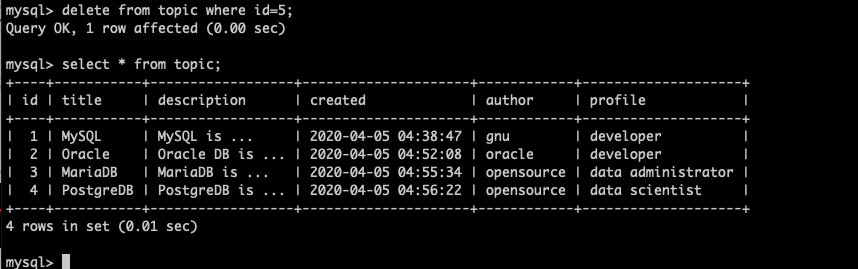 mysql> delete from topic where id=5;
Query OK, 1 row affected (0.00 sec)
mysql> select * from topic;
+----+-----------+------------------+---------------------+------------+--------------------+
| id | title     | description      | created             | author     | profile            |
+----+-----------+------------------+---------------------+------------+--------------------+
|  1 | MySQL     | MySQL is ...     | 2020-04-05 04:38:47 | gnu        | developer          |
|  2 | Oracle    | Oracle DB is ... | 2020-04-05 04:52:08 | oracle     | developer          |
|  3 | MariaDB   | MariaDB is ...   | 2020-04-05 04:55:34 | opensource | data administrator |
|  4 | PostgreDB | PostgreDB is ... | 2020-04-05 04:56:22 | opensource | data scientist     |
+----+-----------+------------------+---------------------+------------+--------------------+
4 rows in set (0.01 sec)
mysql>